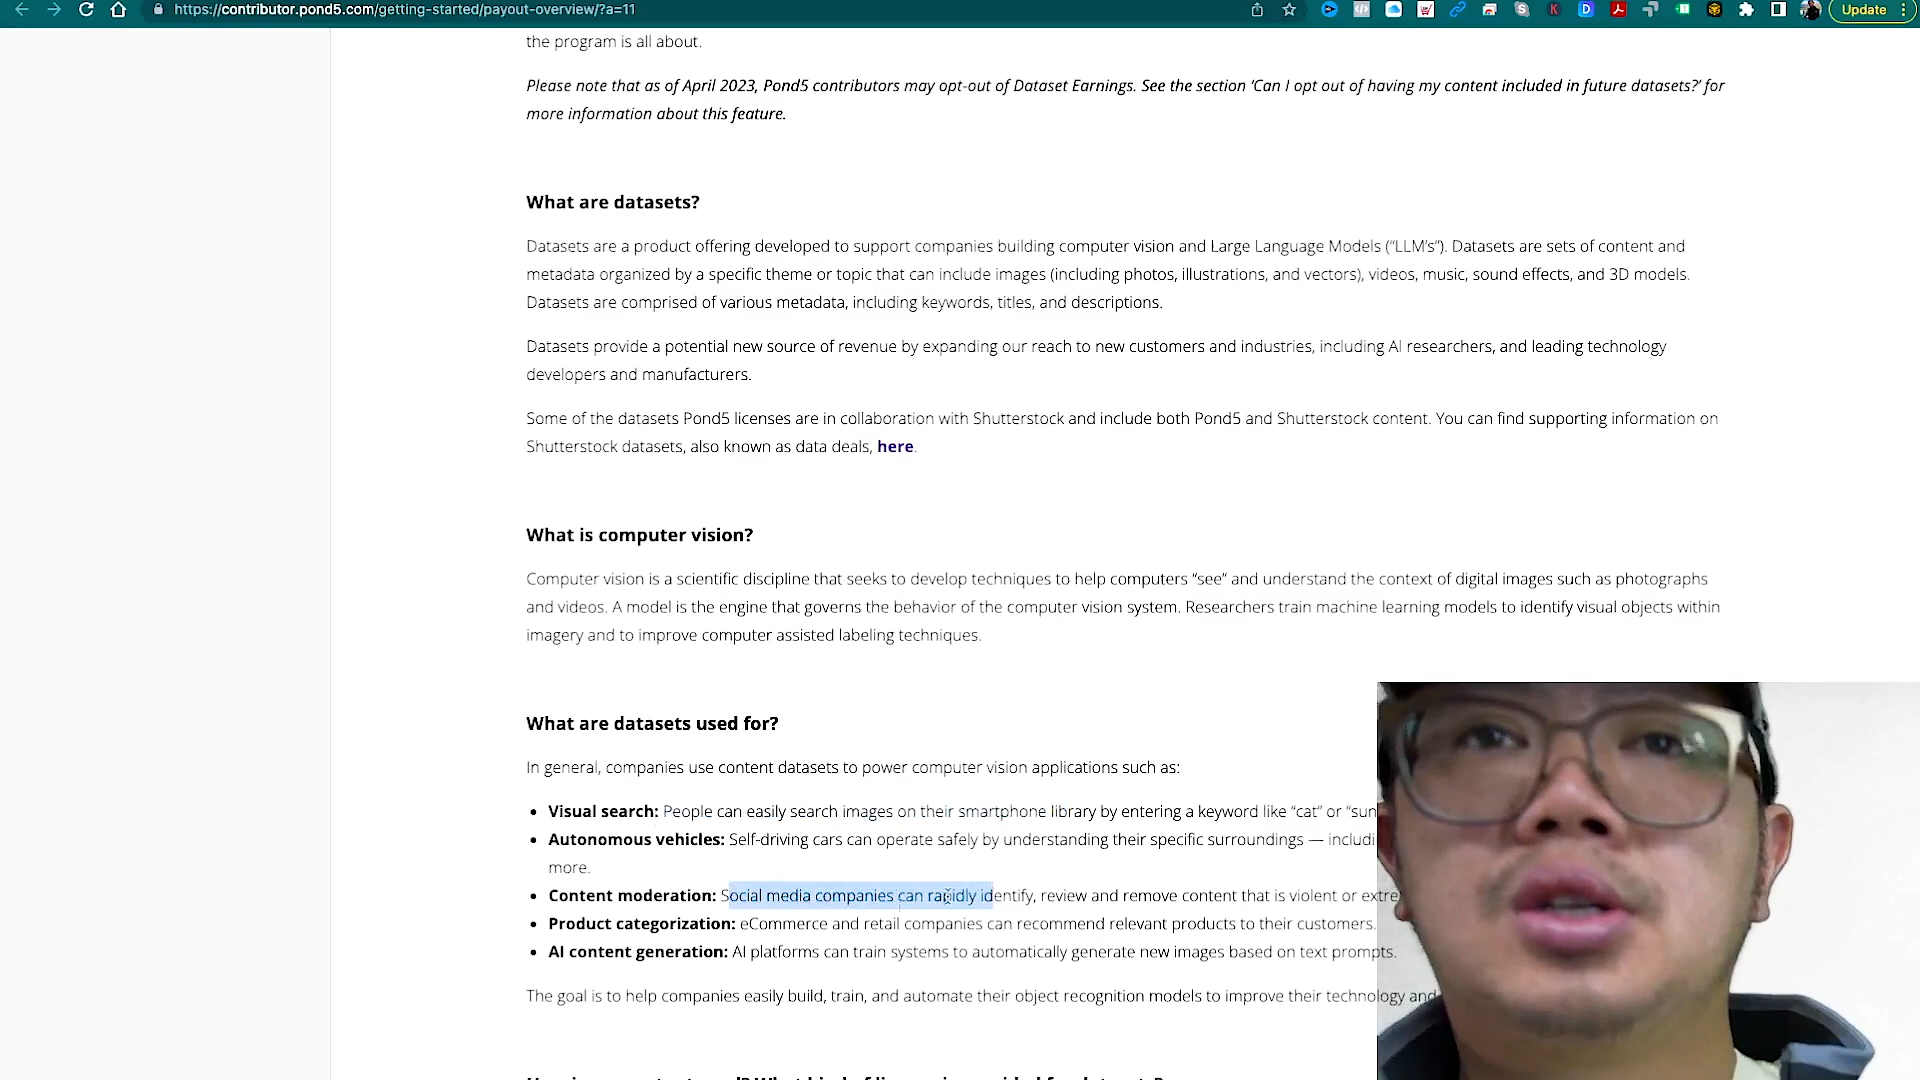 https://contributor.pond5.com/getting-started/payout-overview/?a=11
Update
the program is all about.
Please note that as of April 2023, Pond5 contributors may opt-out of Dataset Earnings. See the section ‘Can I opt out of having my content included in future datasets?’ for
more information about this feature.
What are datasets?
Datasets are a product offering developed to support companies building computer vision and Large Language Models (“LLM’s”). Datasets are sets of content and
metadata organized by a specific theme or topic that can include images (including photos, illustrations, and vectors), videos, music, sound effects, and 3D models.
Datasets are comprised of various metadata, including keywords, titles, and descriptions.
Datasets provide a potential new source of revenue by expanding our reach to new customers and industries, including AI researchers, and leading technology
developers and manufacturers.
Some of the datasets Pond5 licenses are in collaboration with Shutterstock and include both Pond5 and Shutterstock content. You can find supporting information on
Shutterstock datasets, also known as data deals, here.
What is computer vision?
Computer vision is a scientific discipline that seeks to develop techniques to help computers “see” and understand the context of digital images such as photographs
and videos. A model is the engine that governs the behavior of the computer vision system. Researchers train machine learning models to identify visual objects within
imagery and to improve computer assisted labeling techniques.
What are datasets used for?
In general, companies use content datasets to power computer vision applications such as:
• Visual search: People can easily search images on their smartphone library by entering a keyword like “cat” or “sun
• Autonomous vehicles: Self-driving cars can operate safely by understanding their specific surroundings — includi
more.
• Content moderation: Social media companies can rapidly identify, review and remove content that is violent or extre
• Product categorization: eCommerce and retail companies can recommend relevant products to their customers.
• AI content generation: AI platforms can train systems to automatically generate new images based on text prompts.
The goal is to help companies easily build, train, and automate their object recognition models to improve their technology and